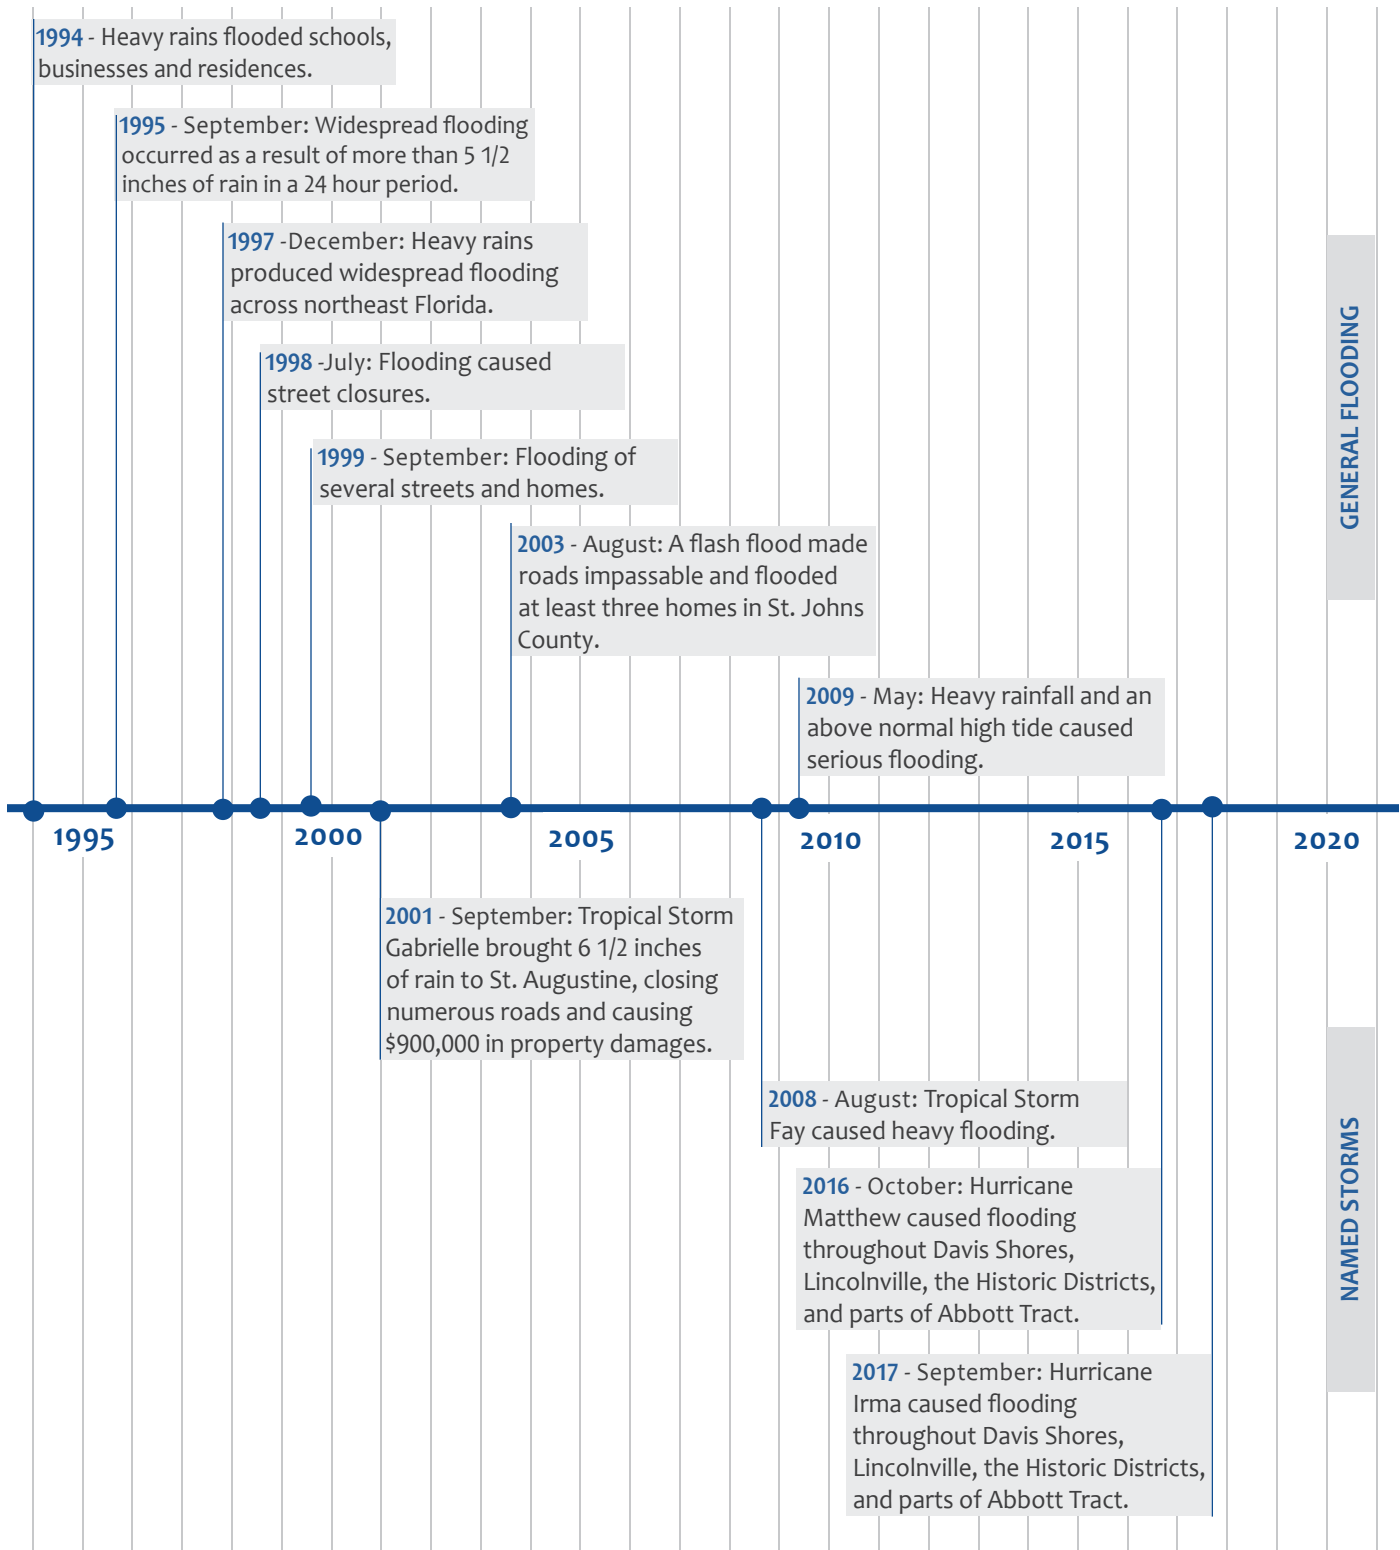 1994 - Heavy rains flooded schools,
businesses and residences.
1995 - September: Widespread flooding
occurred as a result of more than 5 1/2
inches of rain in a 24 hour period.
1997 -December: Heavy rains
produced widespread flooding
across northeast Florida.
1998 -July: Flooding caused
street closures.
1999 - September: Flooding of
several streets and homes.
2003 - August: A flash flood made
roads impassable and flooded
at least three homes in St. Johns
County.
2009 - May: Heavy rainfall and an
above normal high tide caused
serious flooding.
GENERAL FLOODING
1995
2000
2005
2010
2015
2020
2001 - September: Tropical Storm
Gabrielle brought 6 1/2 inches
of rain to St. Augustine, closing
numerous roads and causing
$900,000 in property damages.
2008 - August: Tropical Storm
Fay caused heavy flooding.
2016 - October: Hurricane
Matthew caused flooding
throughout Davis Shores,
Lincolnville, the Historic Districts,
and parts of Abbott Tract.
2017 - September: Hurricane
Irma caused flooding
throughout Davis Shores,
Lincolnville, the Historic Districts,
and parts of Abbott Tract.
NAMED STORMS